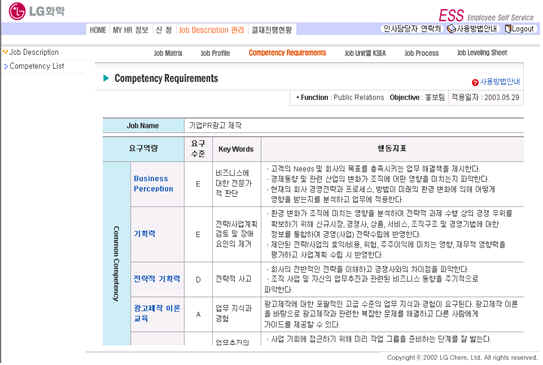 LG화학
ESS Employee Self Service
HOME MY HR 정보 신 청 Job Description 관리 결재진행현황
인사담당자 연락처 사용방법안내 Logout
Job Description
Competency List
Job Matrix Job Profile Competency Requirements Job Unit별 KSEA Job Process Job Leveling Sheet
Competency Requirements
사용방법안내
• Function : Public Relations • Objective : 홍보팀 적용일자 : 2003.05.29
Job Name 기업PR광고 제작
요구역량 요구 수준 Key Words 행동지표
Common Competency
Business Perception E 비즈니스에 대한 전문가적 판단
· 고객의 Needs 및 회사의 목표를 충족시키는 업무 해결책을 제시한다.
· 경제동향 및 관련 산업의 변화가 조직에 대한 영향을 미치는지 파악한다.
· 현재의 회사 경영전략과 프로세스, 방법이 미래의 환경 변화에 의해 어떻게
영향을 받는지를 분석하고 업무에 적용한다.
기획력 E 전략/사업계획 검토 및 장애 요인의 제거
· 환경 변화가 조직에 미치는 영향을 분석하여 전략적 과제 수행 상의 경쟁 우위를
확보하기 위해 신규시장, 경쟁사, 상품, 서비스, 조직구조 및 경영기법에 대한
정보를 통합하여 경영(사업) 전략수립에 반영한다.
· 제안된 전략/사업의 효익/비용, 위험, 주주이익에 미치는 영향, 재무적 영향력을
평가하고 사업계획 수립 시 반영한다.
전략적 기획력 D 전략적 사고
· 회사의 전반적인 전략을 이해하고 경쟁사와의 차이점을 파악한다.
· 조직 사업 및 자신의 업무추진과 관련된 비즈니스 동향을 주기적으로
파악한다.
광고제작 이론 교육 A 업무 지식과 경험
광고제작에 대한 포괄적인 고급 수준의 업무 지식과 경험이 요구된다. 광고제작 이론
을 바탕으로 광고제작과 관련한 복잡한 문제를 해결하고 다른 사람에게
가이드를 제공할 수 있다.
업무추진의
· 사업 기회에 접근하기 위해 미리 작업 그룹을 준비하는 단계를 잘 밟는다.
Copyright © 2002 LG Chem, Ltd. All rights reserved.